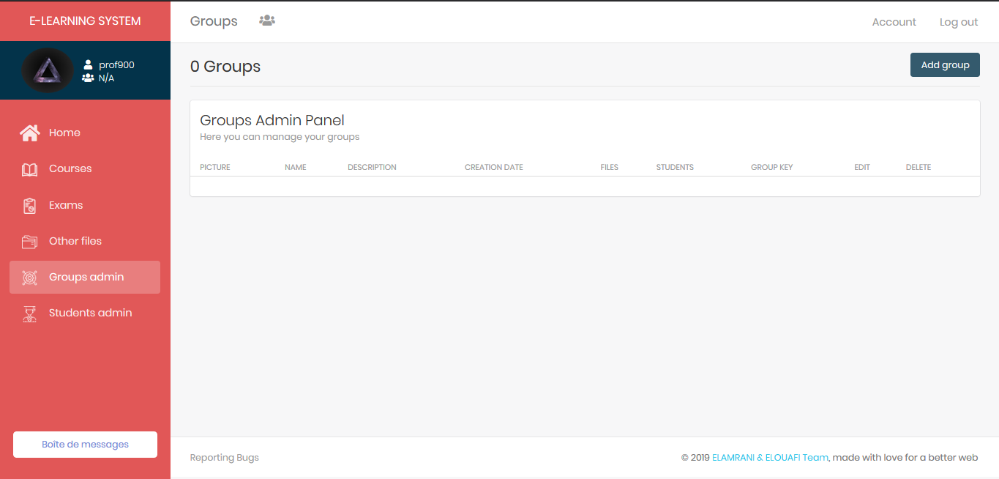 E-LEARNING SYSTEM
prof900
N/A
Home
Courses
Exams
Other files
Groups admin
Students admin
Boîte de messages
Groups
Account Log out
0 Groups Add group
Groups Admin Panel
Here you can manage your groups
PICTURE NAME DESCRIPTION CREATION DATE FILES STUDENTS GROUP KEY EDIT DELETE
Reporting Bugs © 2019 ELAMRANI & ELOUAFI Team, made with love for a better web